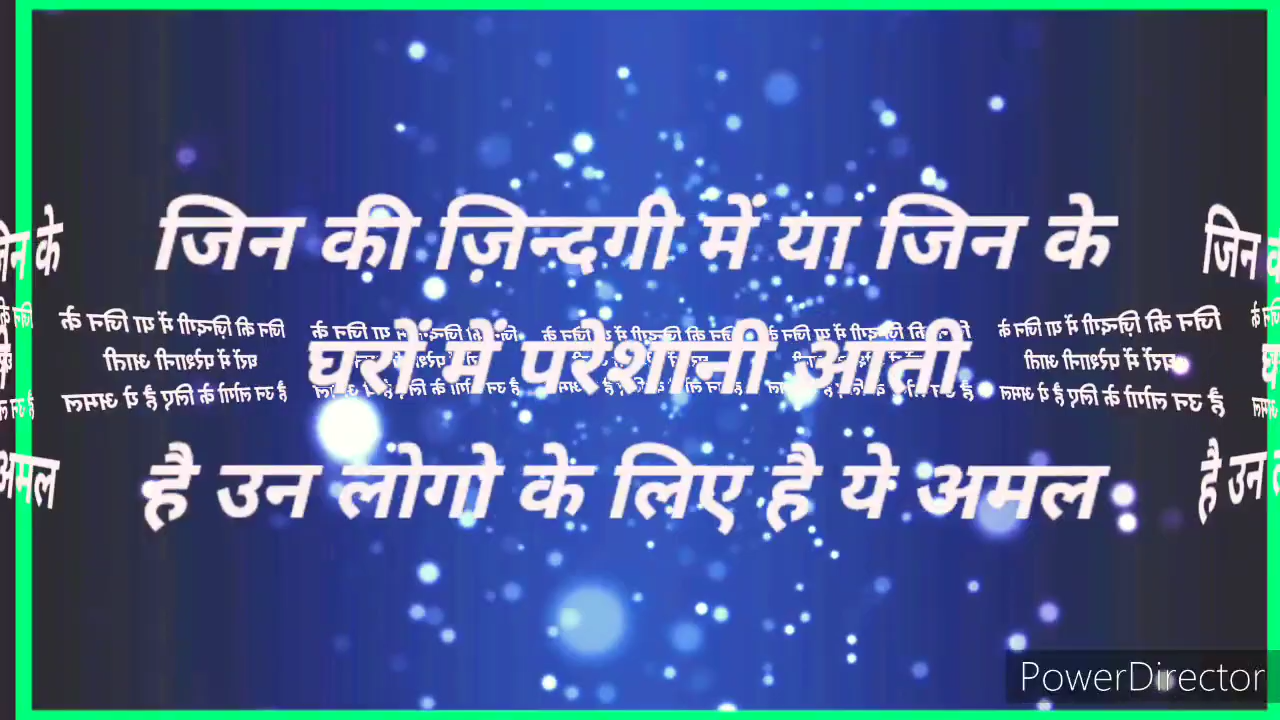 जिन की ज़िन्दगी में या जिन के
घरों में परेशानी आती
है उन लोगो के लिए है ये अमल
PowerDirector